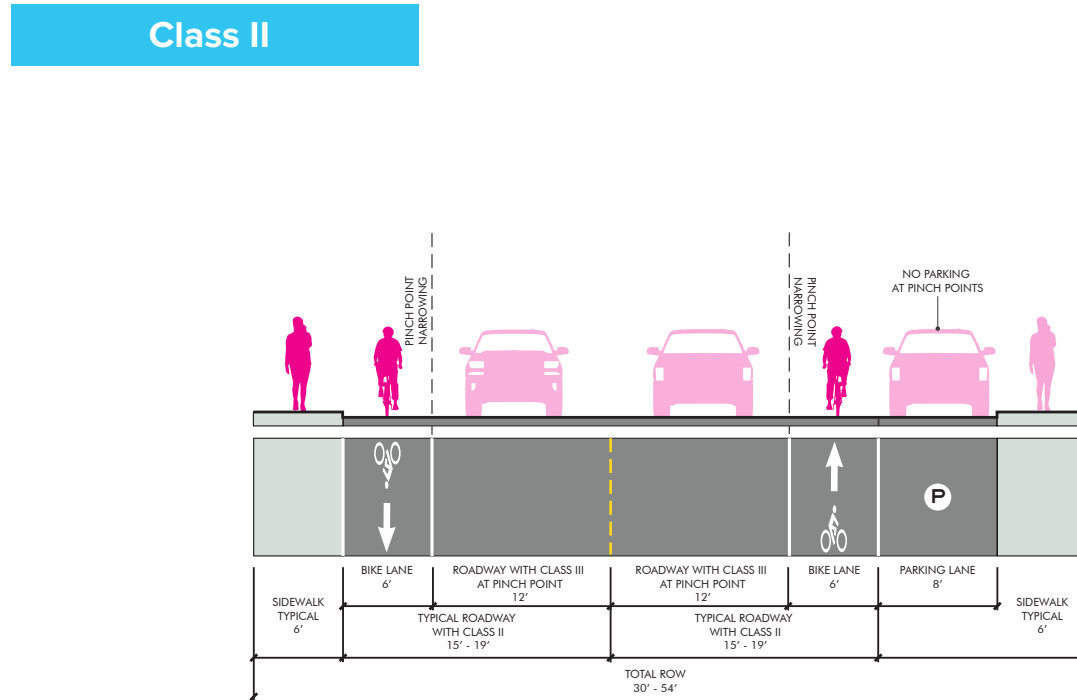 Class II
PINCH POINT
NARROWING
PINCH POINT
NARROWING
NO PARKING
AT PINCH POINTS
P
BIKE LANE
6'
ROADWAY WITH CLASS III
AT PINCH POINT
12'
ROADWAY WITH CLASS III
AT PINCH POINT
12'
BIKE LANE
6'
PARKING LANE
8'
SIDEWALK
TYPICAL
6'
TYPICAL ROADWAY
WITH CLASS II
15' - 19'
TYPICAL ROADWAY
WITH CLASS II
15' - 19'
SIDEWALK
TYPICAL
6'
TOTAL ROW
30' - 54'